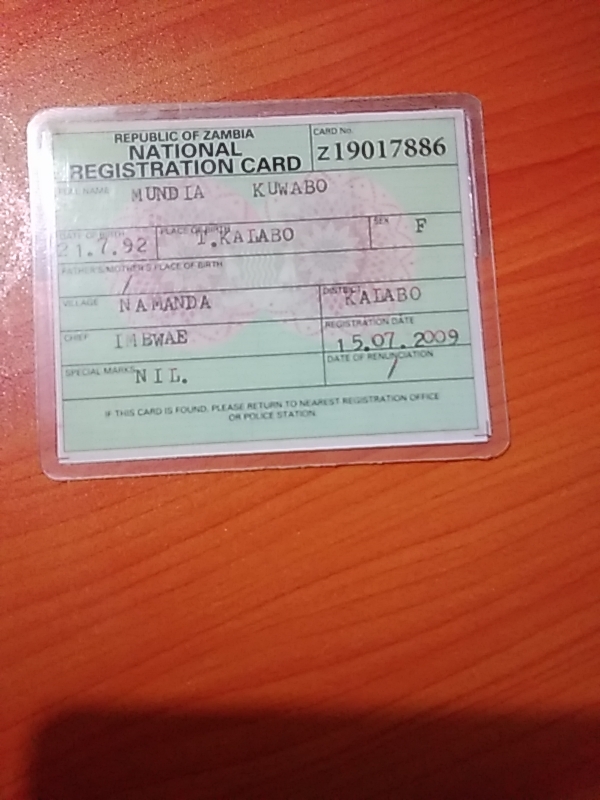 REPUBLIC OF ZAMBIA
NATIONAL
REGISTRATION CARD
CARD No.
Z19017886
FULL NAME MUNDIA KUWABO
DATE OF BIRTH 21.7.92
PLACE OF BIRTH T.KALABO
SEX F
FATHER'S/MOTHER'S PLACE OF BIRTH
/
VILLAGE NAMANDA
DISTRICT KALABO
CHIEF IMBWAE
REGISTRATION DATE
15.07.2009
SPECIAL MARKS NIL.
DATE OF RENUNCIATION
/
IF THIS CARD IS FOUND, PLEASE RETURN TO NEAREST REGISTRATION OFFICE
OR POLICE STATION.